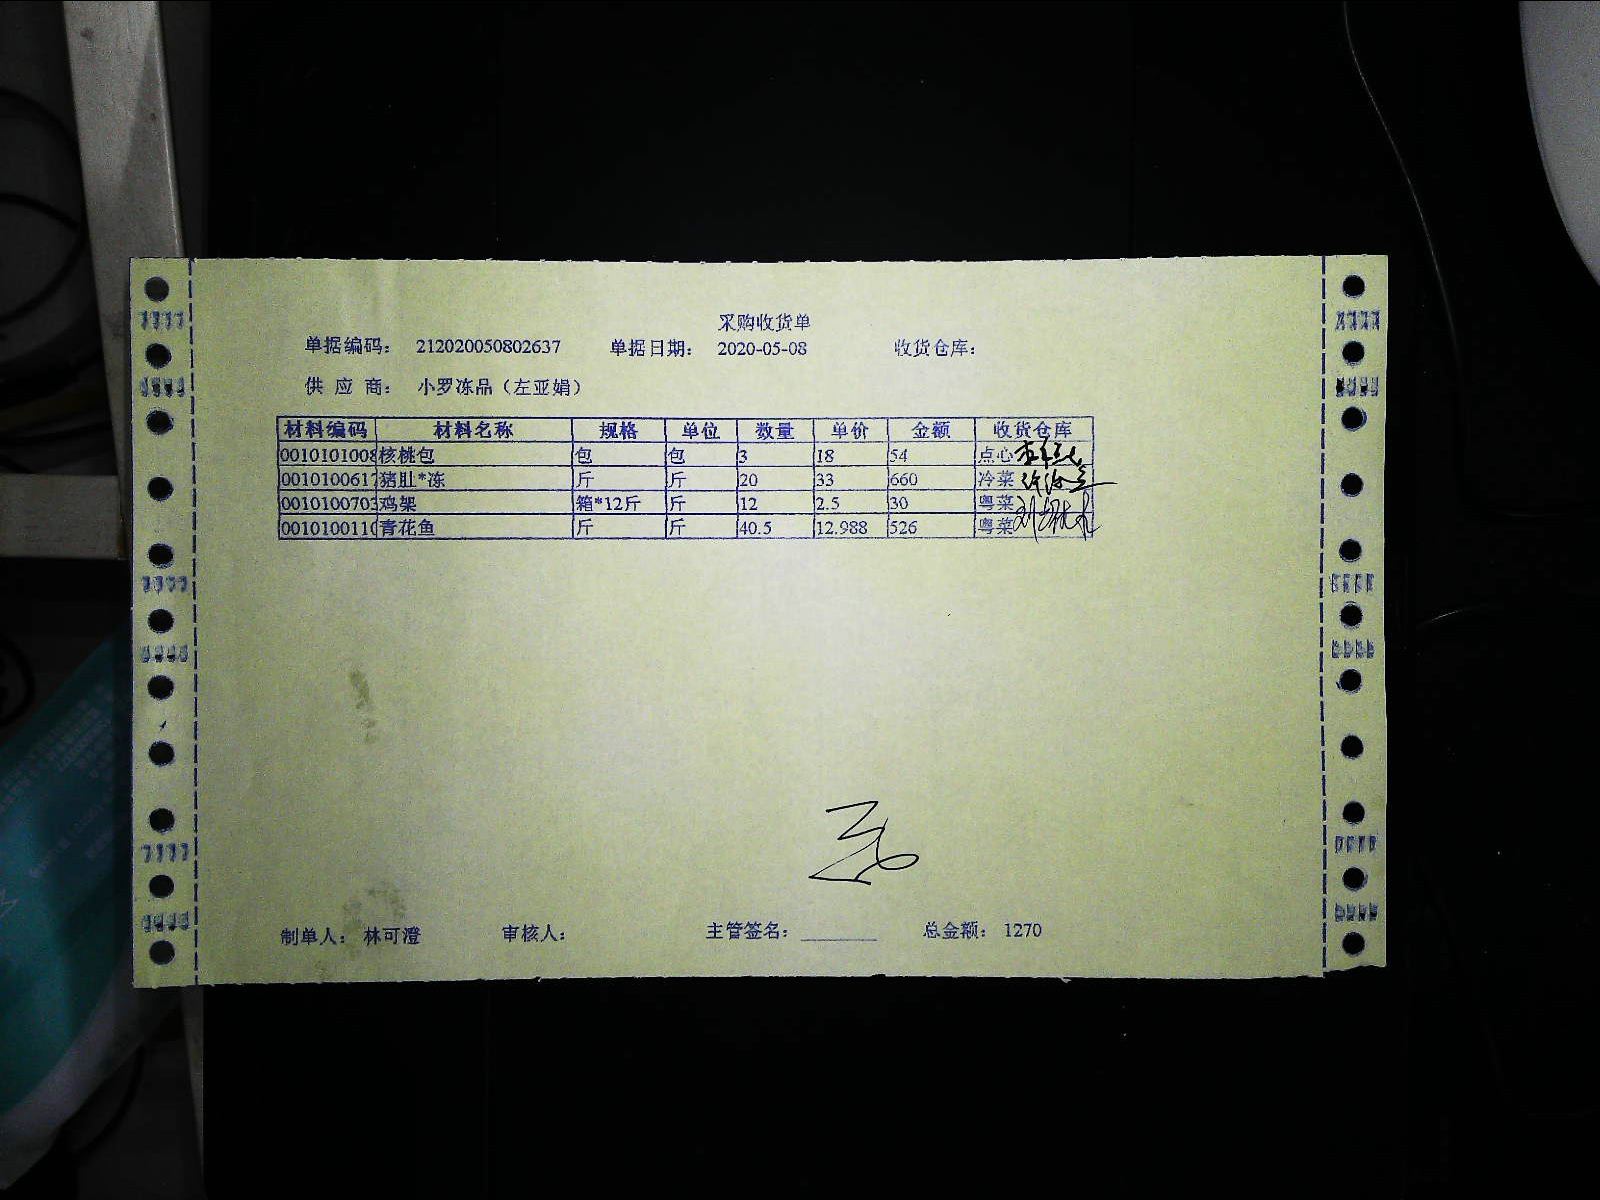 采购收货单
单据编码： 212020050802637 单据日期： 2020-05-08 收货仓库：
供 应 商： 小罗冻品（左亚娟）
材料编码 材料名称 规格 单位 数量 单价 金额 收货仓库
0010101008 核桃包 包 包 3 18 54 点心
0010100617 猪肚*冻 斤 斤 20 33 660 冷菜
0010100703 鸡架 箱*12斤 斤 12 2.5 30 粤菜
0010100110 青花鱼 斤 斤 40.5 12.988 526 粤菜
制单人： 林可澄 审核人： 主管签名： 总金额： 1270